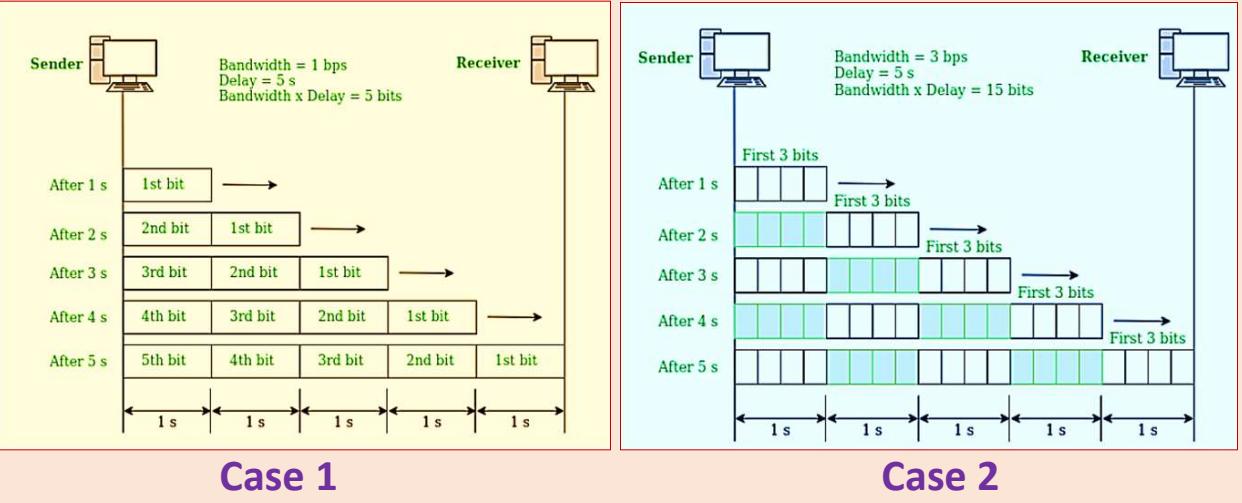 Sender
Bandwidth = 1 bps
Delay = 5 s
Bandwidth x Delay = 5 bits
Receiver
After 1 s
1st bit
After 2 s
2nd bit 1st bit
After 3 s
3rd bit 2nd bit 1st bit
After 4 s
4th bit 3rd bit 2nd bit 1st bit
After 5 s
5th bit 4th bit 3rd bit 2nd bit 1st bit
1 s 1 s 1 s 1 s 1 s
Case 1
Sender
Bandwidth = 3 bps
Delay = 5 s
Bandwidth x Delay = 15 bits
Receiver
First 3 bits
After 1 s
First 3 bits
After 2 s
First 3 bits
After 3 s
First 3 bits
After 4 s
First 3 bits
After 5 s
1 s 1 s 1 s 1 s 1 s
Case 2